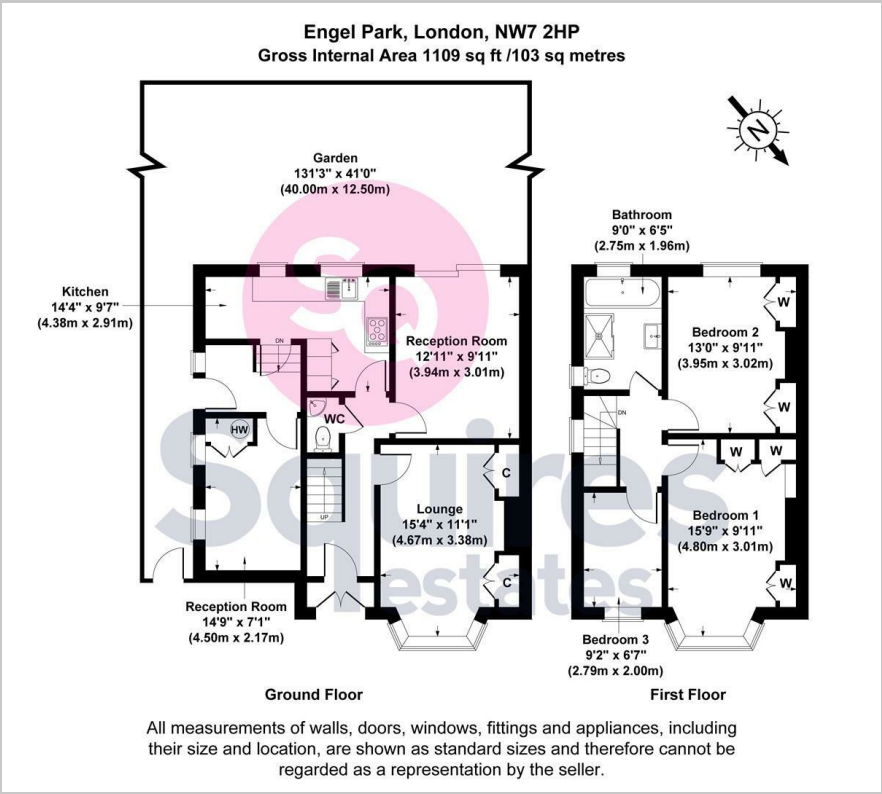 Engel Park, London, NW7 2HP
Gross Internal Area 1109 sq ft /103 sq metres
N
Garden
131'3" x 41'0"
(40.00m x 12.50m)
Bathroom
9'0" x 6'5"
(2.75m x 1.96m)
Kitchen
14'4" x 9'7"
(4.38m x 2.91m)
SQ
Reception Room
12'11" x 9'11"
(3.94m x 3.01m)
Bedroom 2
13'0" x 9'11"
(3.95m x 3.02m)
W
W
DN
WC
HW
DN
Squires
estates
Lounge
15'4" x 11'1"
(4.67m x 3.38m)
C
C
UP
W
W
Bedroom 1
15'9" x 9'11"
(4.80m x 3.01m)
W
Reception Room
14'9" x 7'1"
(4.50m x 2.17m)
Bedroom 3
9'2" x 6'7"
(2.79m x 2.00m)
Ground Floor
First Floor
All measurements of walls, doors, windows, fittings and appliances, including
their size and location, are shown as standard sizes and therefore cannot be
regarded as a representation by the seller.